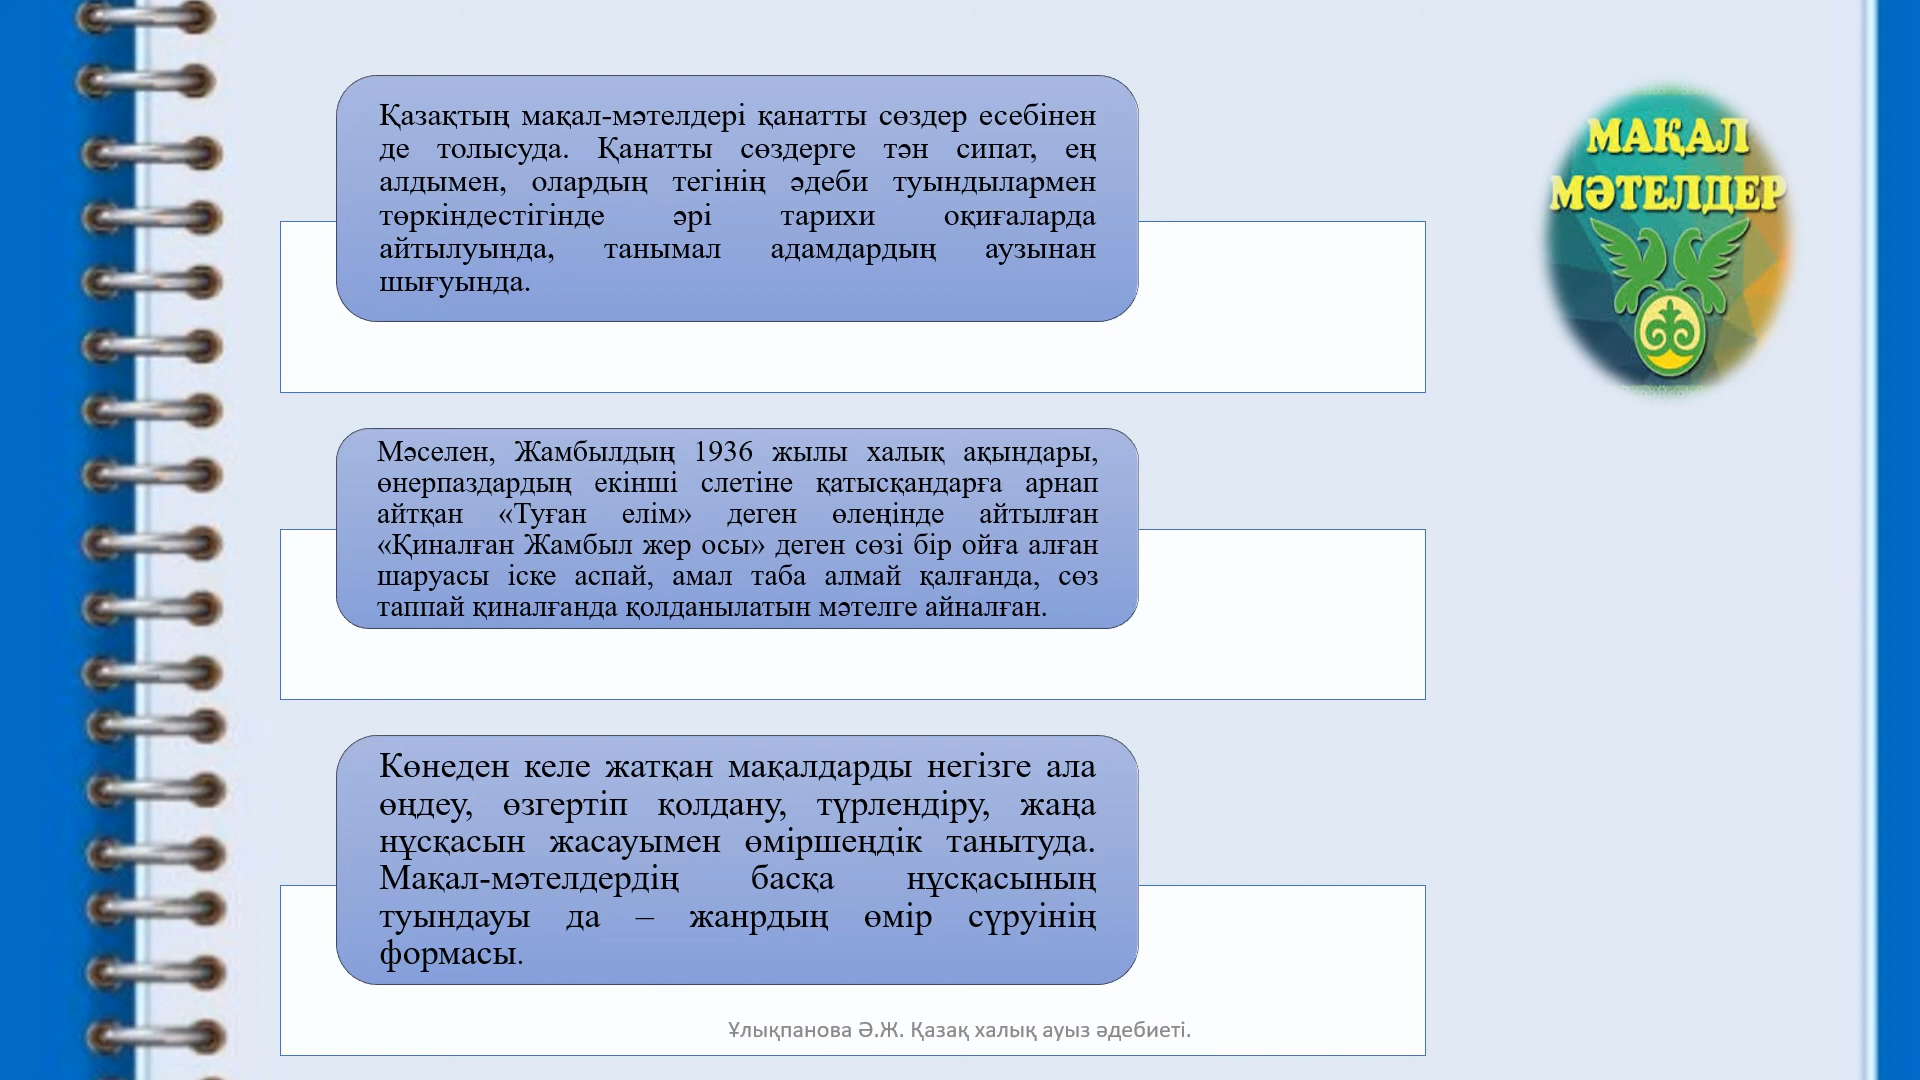 Қазақтың мақал-мәтелдері қанатты сөздер есебінен
де толысуда. Қанатты сөздерге тән сипат, ең
алдымен, олардың тегінің әдеби туындылармен
төркіндестігінде әрі тарихи оқиғаларда
айтылуында, танымал адамдардың аузынан
шығуында.
МАҚАЛ
МӘТЕЛДЕР
Мәселен, Жамбылдың 1936 жылы халық ақындары,
өнерпаздардың екінші слетіне қатысқандарға арнап
айтқан «Туған елім» деген өлеңінде айтылған
«Қиналған Жамбыл жер осы» деген сөзі бір ойға алған
шаруасы іске аспай, амал таба алмай қалғанда, сөз
таппай қиналғанда қолданылатын мәтелге айналған.
Көнеден келе жатқан мақалдарды негізге ала
өңдеу, өзгертіп қолдану, түрлендіру, жаңа
нұсқасын жасауымен өміршеңдік танытуда.
Мақал-мәтелдердің басқа нұсқасының
туындауы да – жанрдың өмір сүруінің
формасы.
Ұлықпанова Ә.Ж. Қазақ халық ауыз әдебиеті.